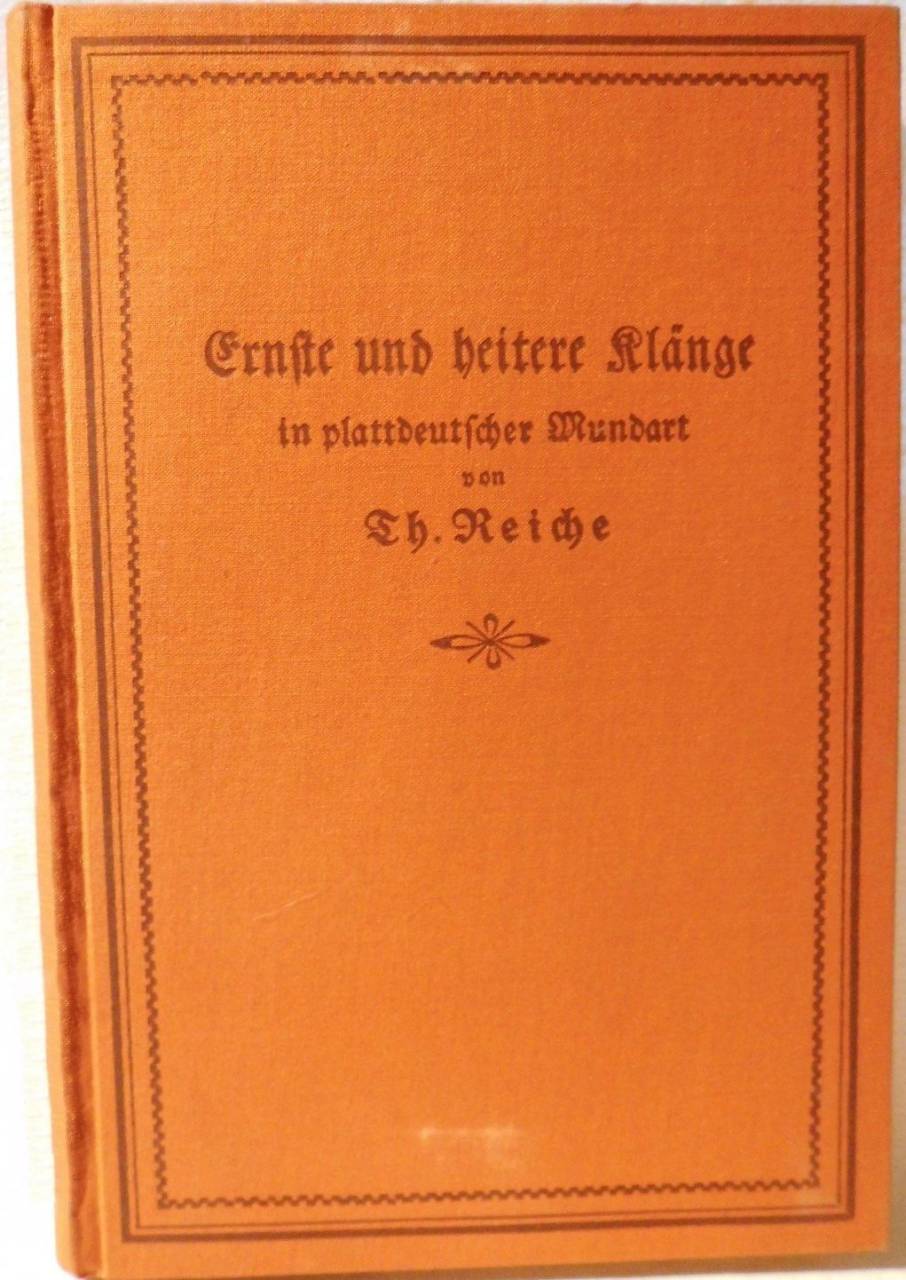 Ernste und heitere Klänge
in plattdeutscher Mundart
von
Th. Reiche